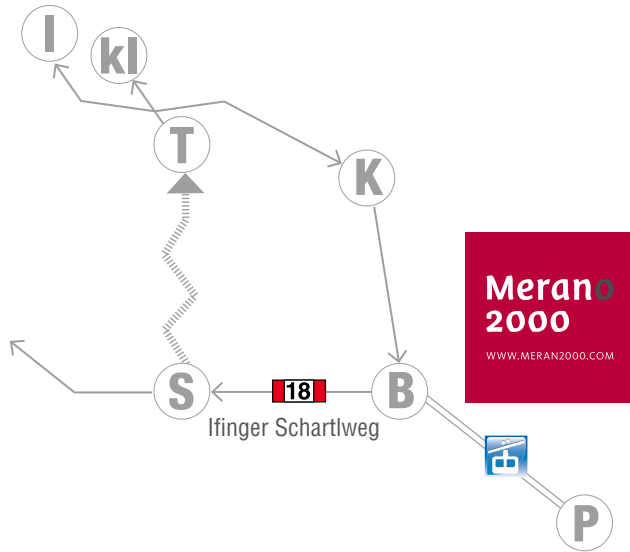 I
kl
T
K
Merano
2000
WWW.MERAN2000.COM
S
18
B
Ifinger Schartlweg
P